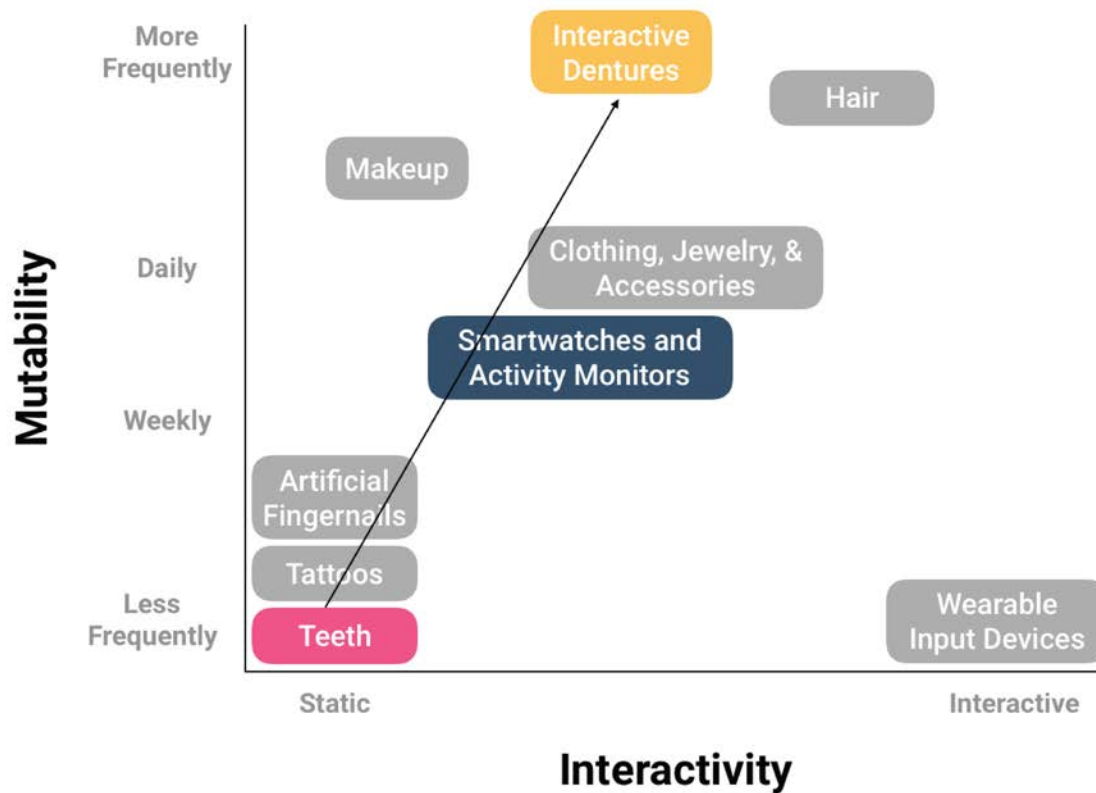 More
Frequently
Interactive
Dentures
Hair
Makeup
Mutability
Daily
Clothing, Jewelry, &
Accessories
Smartwatches and
Activity Monitors
Weekly
Artificial
Fingernails
Tattoos
Less
Frequently
Teeth
Wearable
Input Devices
Static
Interactive
Interactivity